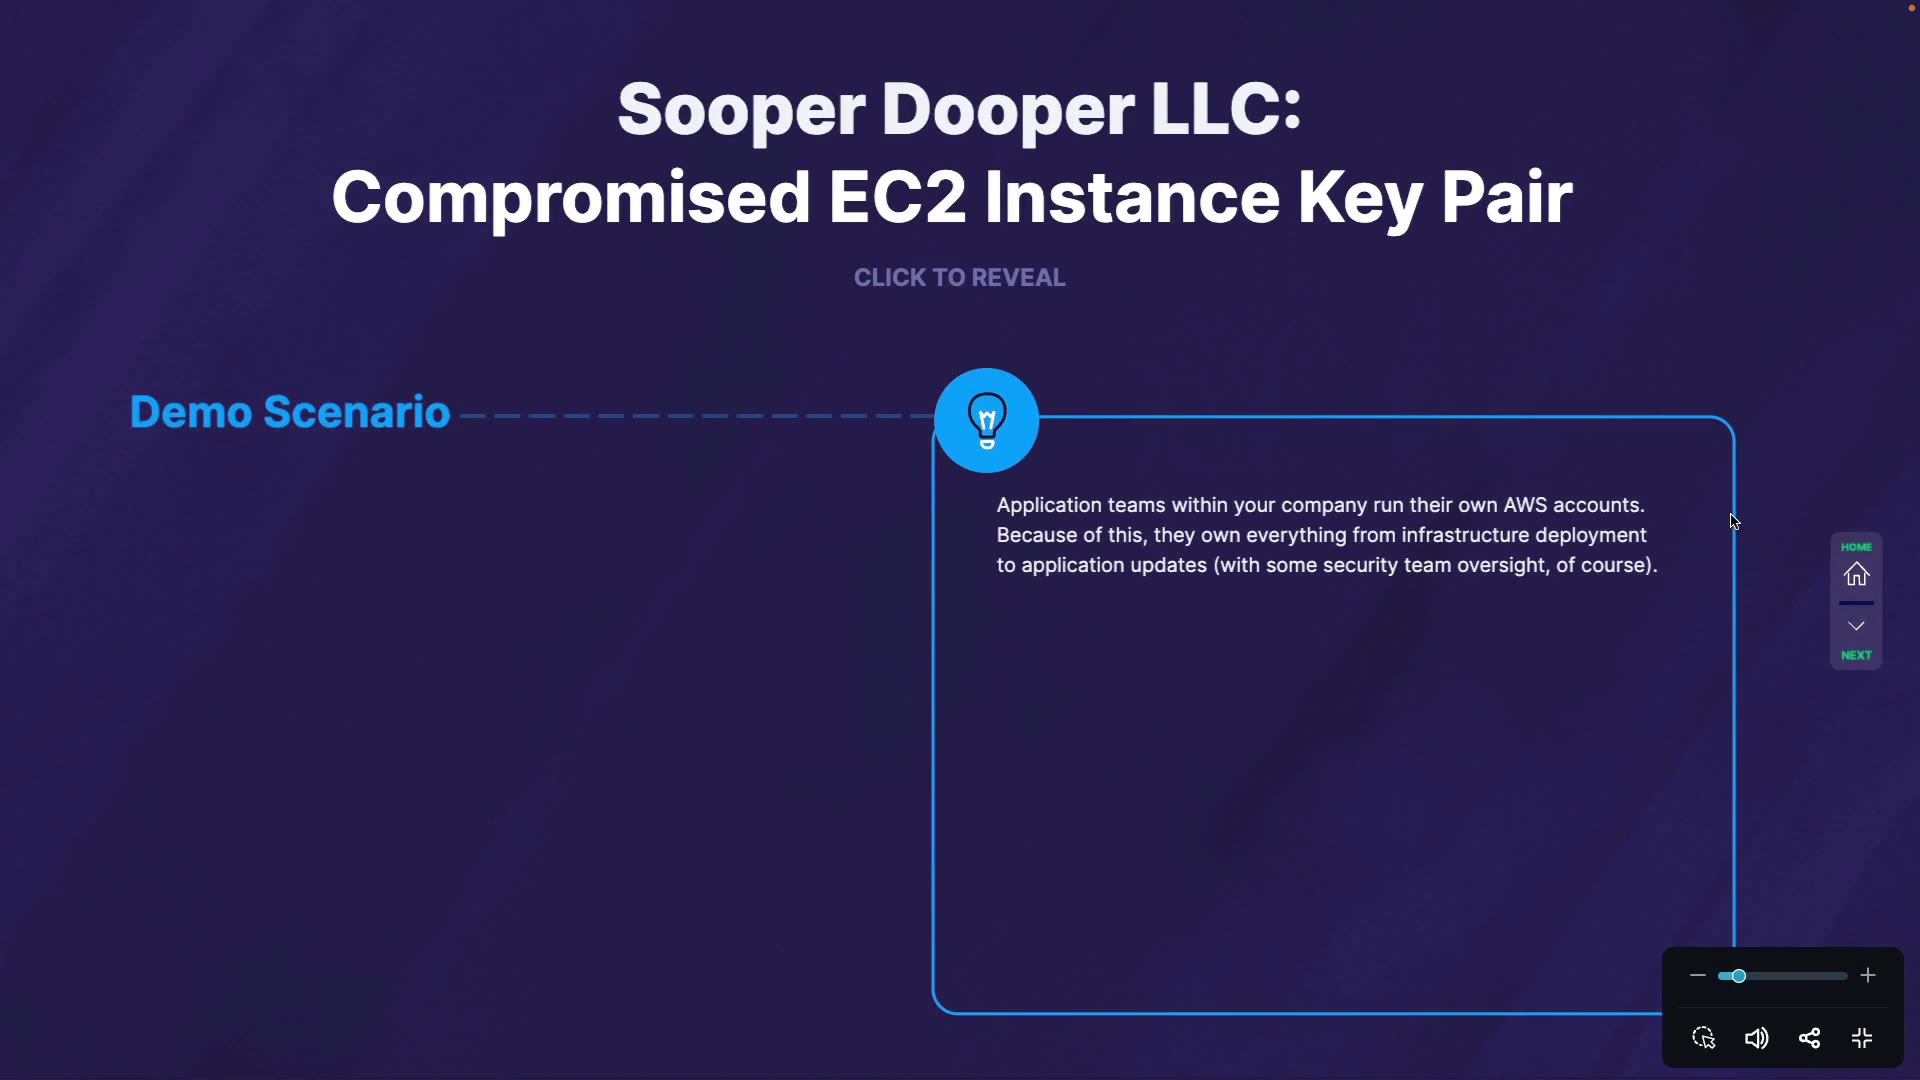 Sooper Dooper LLC:
Compromised EC2 Instance Key Pair
CLICK TO REVEAL
Demo Scenario
Application teams within your company run their own AWS accounts.
Because of this, they own everything from infrastructure deployment
to application updates (with some security team oversight, of course).
HOME
NEXT